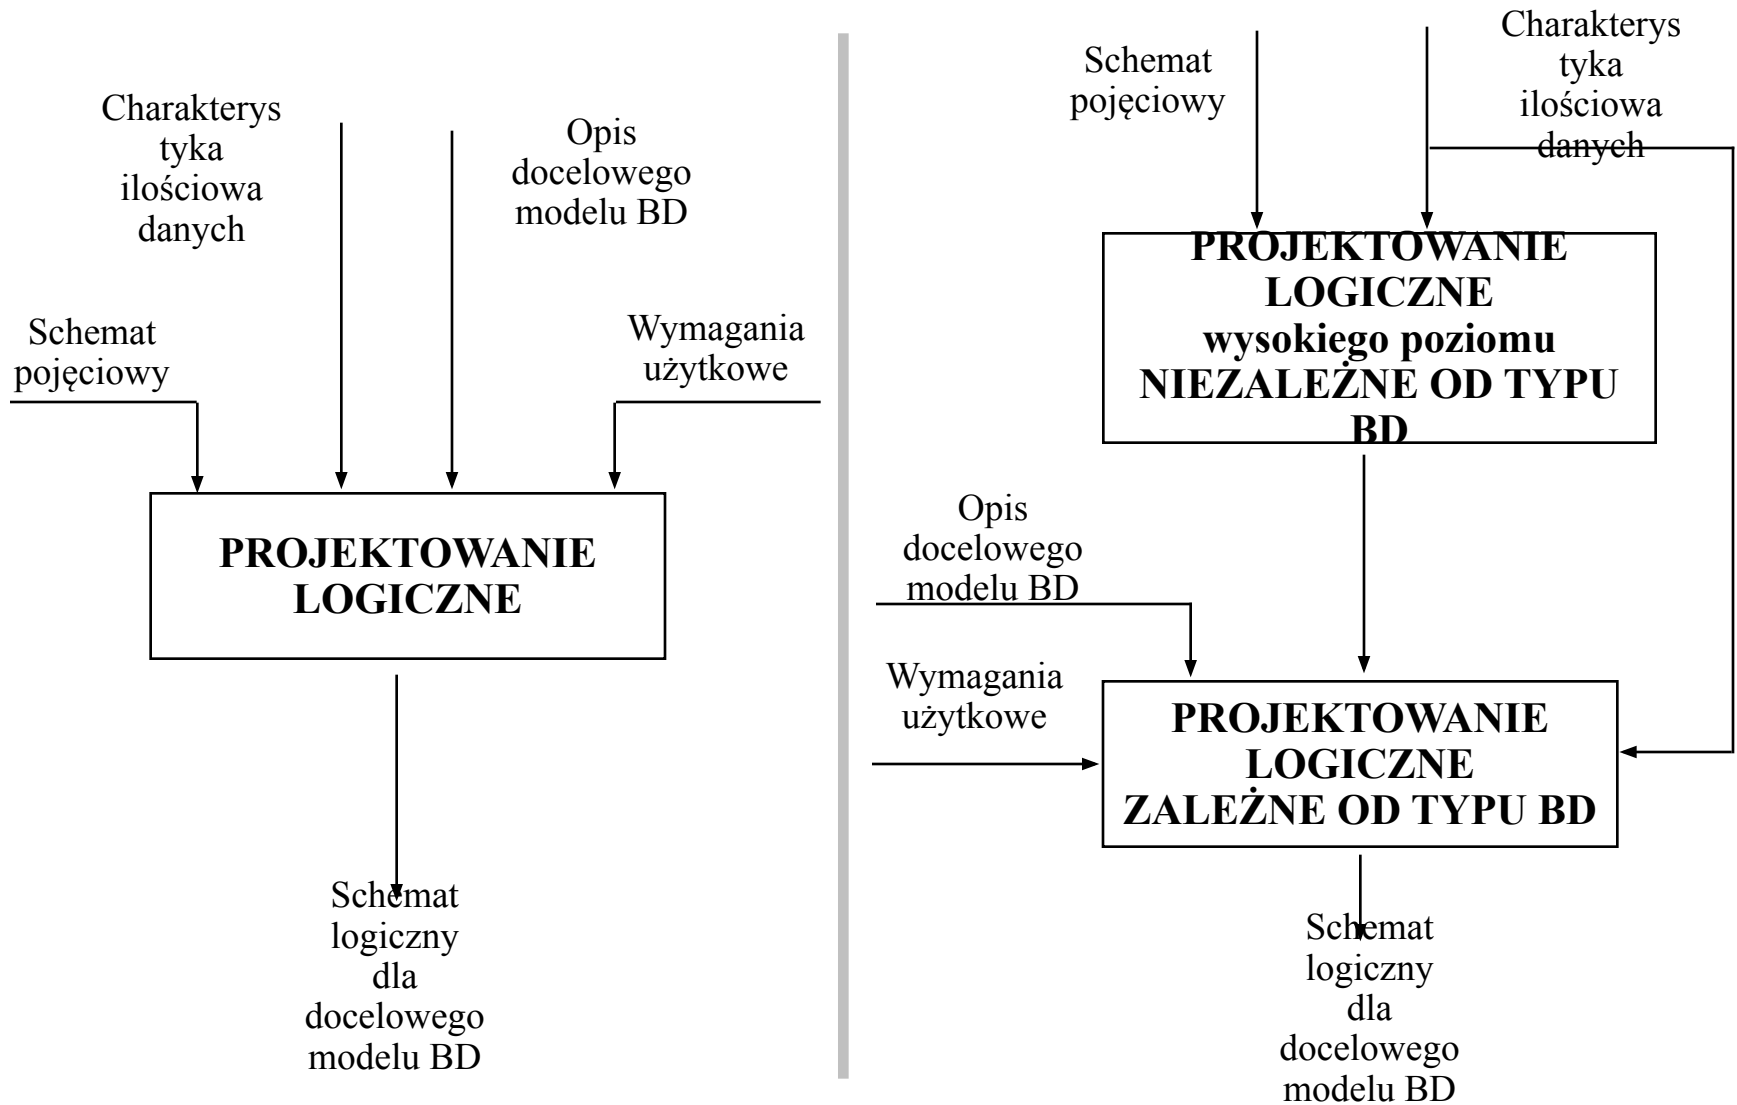 Charakterys
tyka
ilościowa
danych
Opis
docelowego
modelu BD
Schemat
pojęciowy
Wymagania
użytkowe
PROJEKTOWANIE
LOGICZNE
Schemat
logiczny
dla
docelowego
modelu BD
Schemat
pojęciowy
Charakterys
tyka
ilościowa
danych
PROJEKTOWANIE
LOGICZNE
wysokiego poziomu
NIEZALEŻNE OD TYPU
BD
Opis
docelowego
modelu BD
Wymagania
użytkowe
PROJEKTOWANIE
LOGICZNE
ZALEŻNE OD TYPU BD
Schemat
logiczny
dla
docelowego
modelu BD